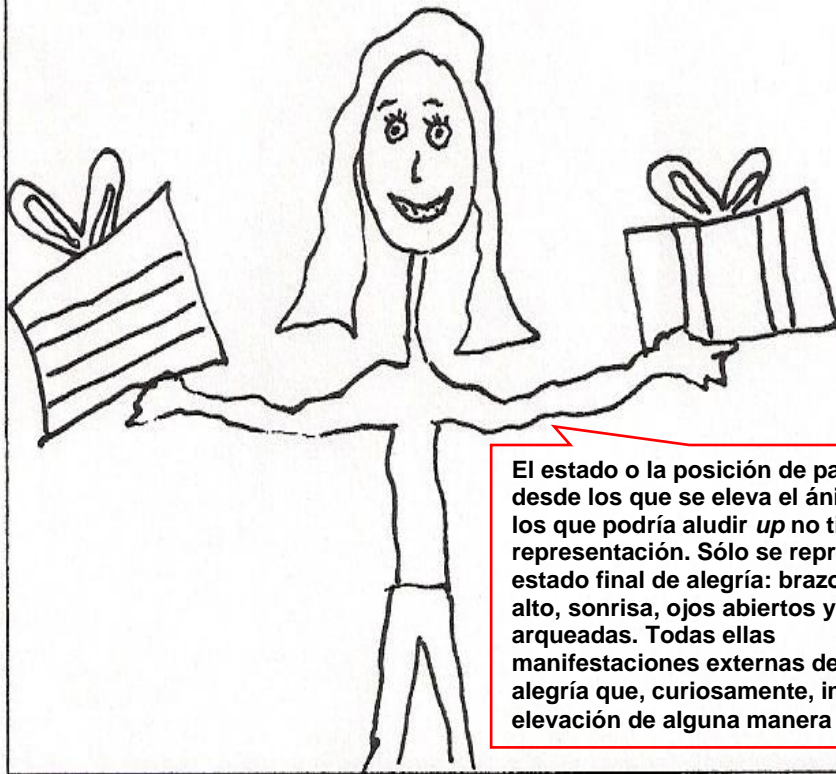 El estado o la posición de pa
desde los que se eleva el áni
los que podría aludir up no ti
representación. Sólo se repr
estado final de alegría: brazo
alto, sonrisa, ojos abiertos y
arqueadas. Todas ellas
manifestaciones externas de
alegría que, curiosamente, i
elevación de alguna manera